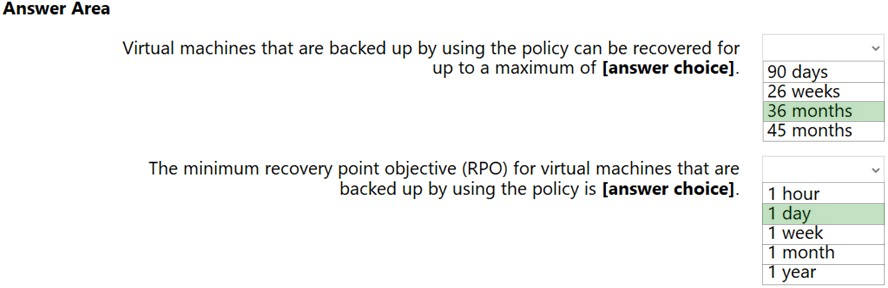 Answer Area
Virtual machines that are backed up by using the policy can be recovered for
up to a maximum of [answer choice].
90 days
26 weeks
36 months
45 months
The minimum recovery point objective (RPO) for virtual machines that are
backed up by using the policy is [answer choice].
1 hour
1 day
1 week
1 month
1 year